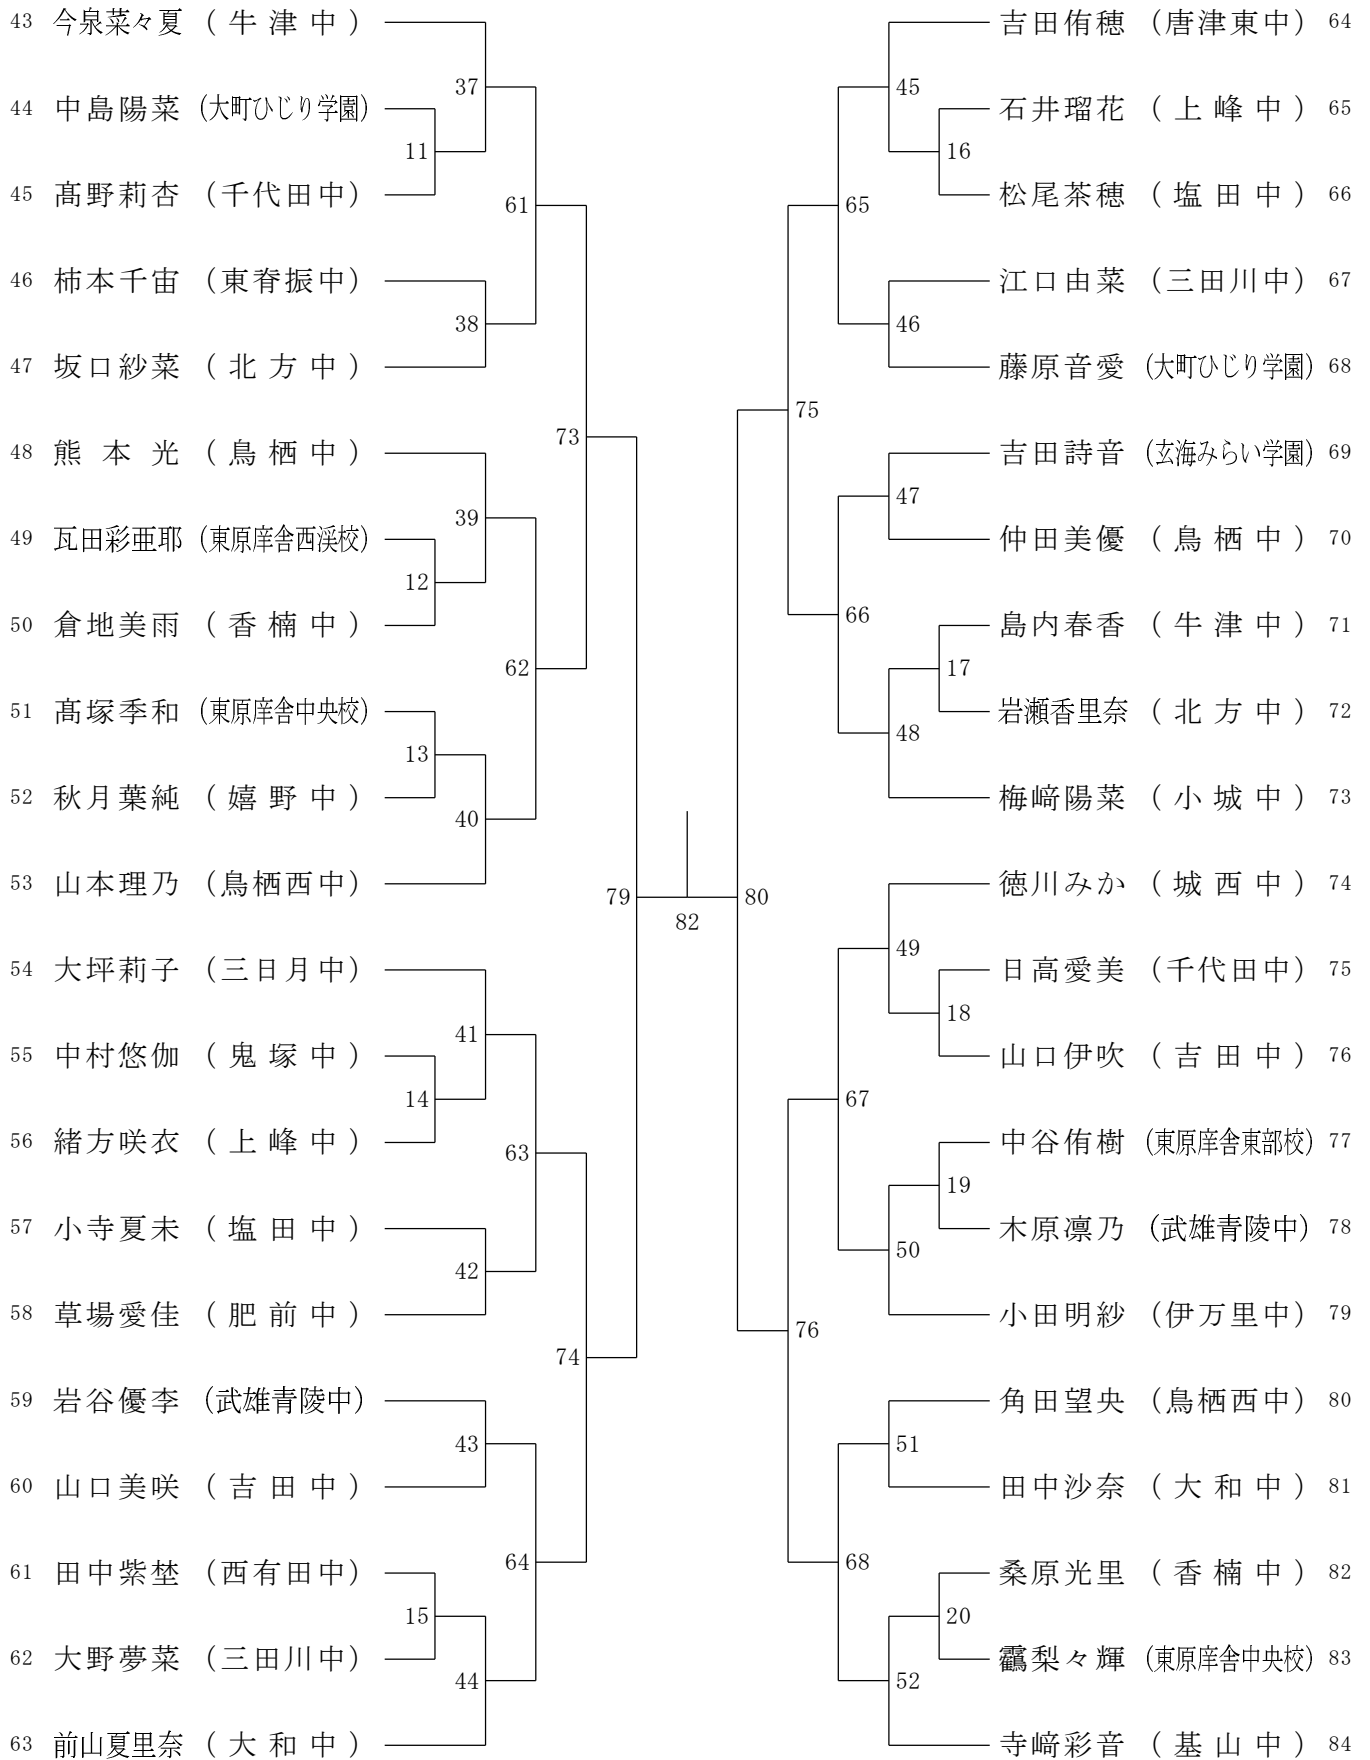 43 今泉菜々夏 (牛津中)
44 中島陽菜 (大町ひじり学園)
45 髙野莉杏 (千代田中)
46 柿本千宙 (東脊振中)
47 坂口紗菜 (北方中)
48 熊本光 (鳥栖中)
49 瓦田彩亜耶 (東原庠舎西渓校)
50 倉地美雨 (香楠中)
51 髙塚季和 (東原庠舎中央校)
52 秋月葉純 (嬉野中)
53 山本理乃 (鳥栖西中)
54 大坪莉子 (三日月中)
55 中村悠伽 (鬼塚中)
56 緒方咲衣 (上峰中)
57 小寺夏未 (塩田中)
58 草場愛佳 (肥前中)
59 岩谷優李 (武雄青陵中)
60 山口美咲 (吉田中)
61 田中紫埜 (西有田中)
62 大野夢菜 (三田川中)
63 前山夏里奈 (大和中)
11
12
13
14
15
37
38
39
40
41
42
43
44
61
62
63
64
73
74
79
82
80
75
76
65
66
67
68
45
46
47
48
49
50
51
52
16
17
18
19
20
吉田侑穂 (唐津東中) 64
石井瑠花 (上峰中) 65
松尾茶穂 (塩田中) 66
江口由菜 (三田川中) 67
藤原音愛 (大町ひじり学園) 68
吉田詩音 (玄海みらい学園) 69
仲田美優 (鳥栖中) 70
島内春香 (牛津中) 71
岩瀬香里奈 (北方中) 72
梅﨑陽菜 (小城中) 73
徳川みか (城西中) 74
日高愛美 (千代田中) 75
山口伊吹 (吉田中) 76
中谷侑樹 (東原庠舎東部校) 77
木原凛乃 (武雄青陵中) 78
小田明紗 (伊万里中) 79
角田望央 (鳥栖西中) 80
田中沙奈 (大和中) 81
桑原光里 (香楠中) 82
梨々輝 (東原庠舎中央校) 83
寺﨑彩音 (基山中) 84